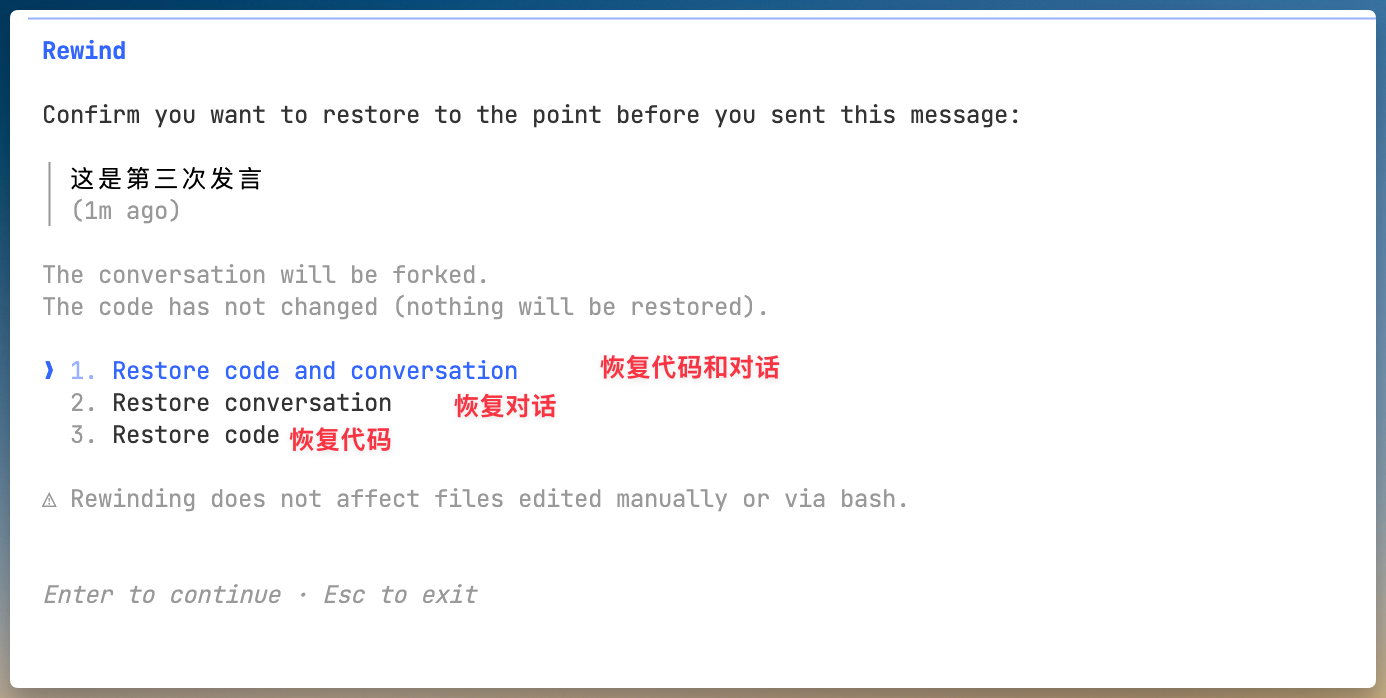 Rewind
Confirm you want to restore to the point before you sent this message:
这是第三次发言
(1m ago)
The conversation will be forked.
The code has not changed (nothing will be restored).
❯ 1. Restore code and conversation 恢复代码和对话
2. Restore conversation 恢复对话
3. Restore code 恢复代码
⚠ Rewinding does not affect files edited manually or via bash.
Enter to continue · Esc to exit